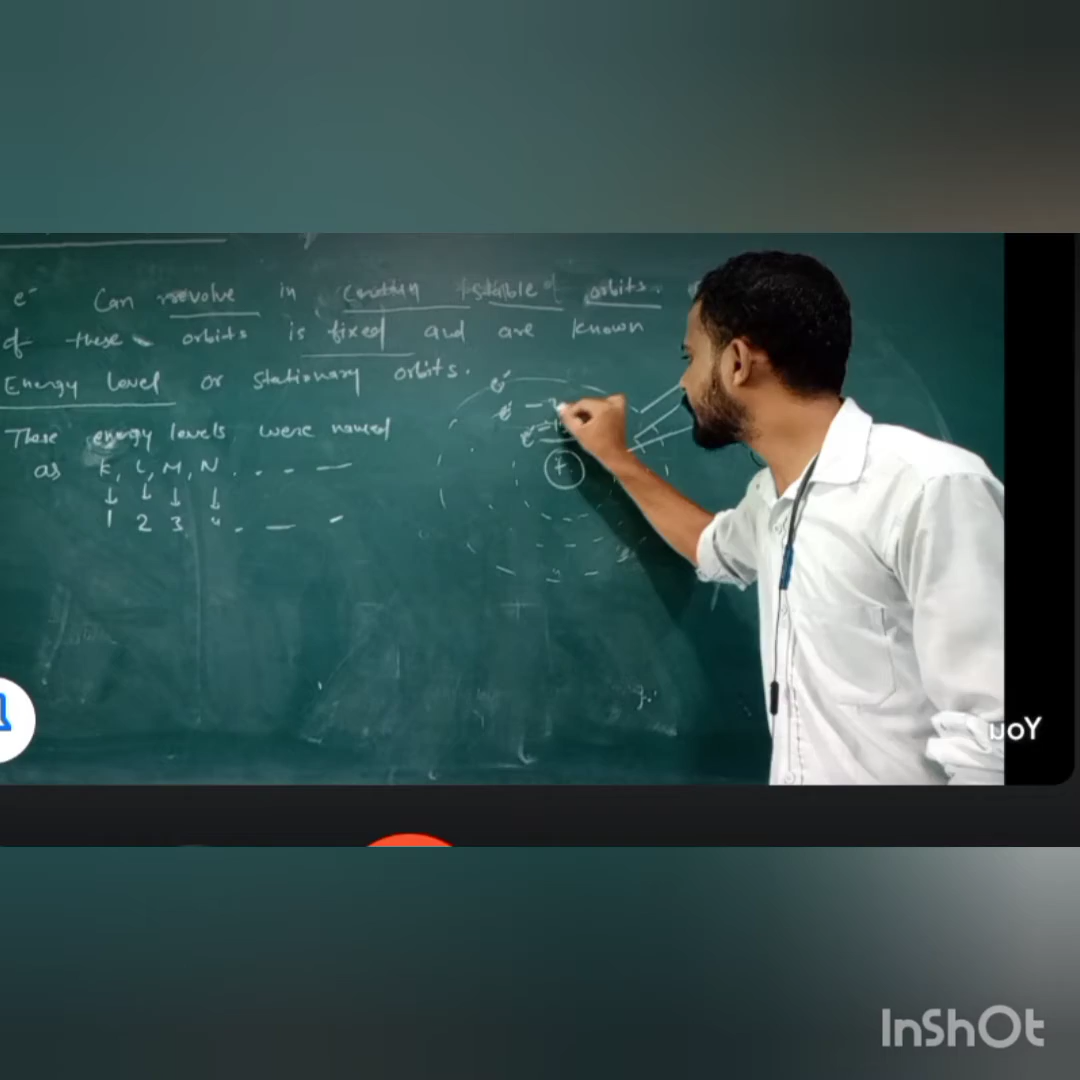 e⁻ Can revolve in certain stable orbits.
of these orbits is fixed and are known
Energy level or stationary orbits.
These energy levels were named
as K, L, M, N . . - —
↓ ↓ ↓ ↓
1 2 3 4 . — -
e⁻
e⁻
e⁻
You
InShOt